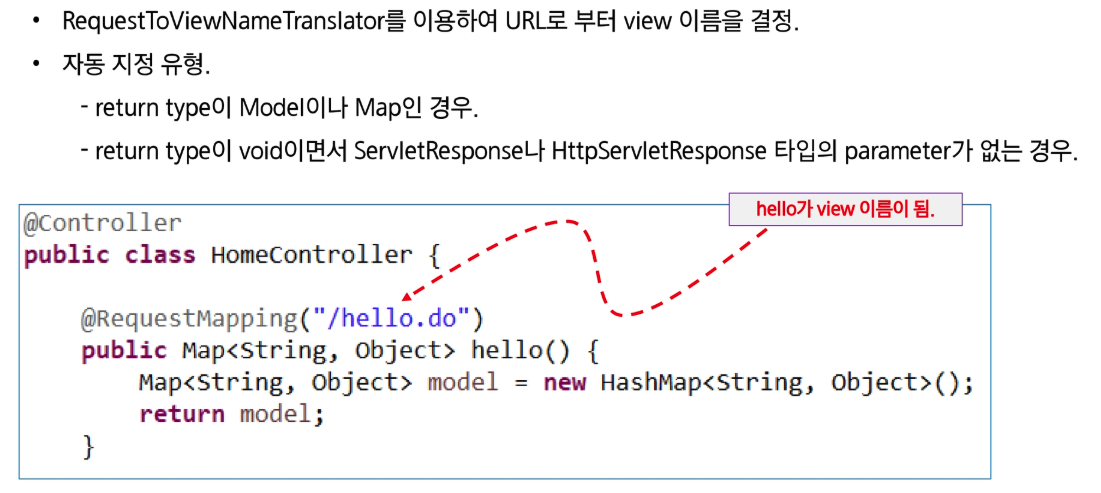 • RequestToViewNameTranslator를 이용하여 URL로 부터 view 이름을 결정.
• 자동 지정 유형.
- return type이 Model이나 Map인 경우.
- return type이 void이면서 ServletResponse나 HttpServletResponse 타입의 parameter가 없는 경우.
hello가 view 이름이 됨.
@Controller
public class HomeController {
@RequestMapping("/hello.do")
public Map<String, Object> hello() {
Map<String, Object> model = new HashMap<String, Object>();
return model;
}